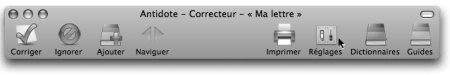 Antidote – Correcteur – « Ma lettre »
Corriger Ignorer Ajouter Naviguer Imprimer Réglages Dictionnaires Guides